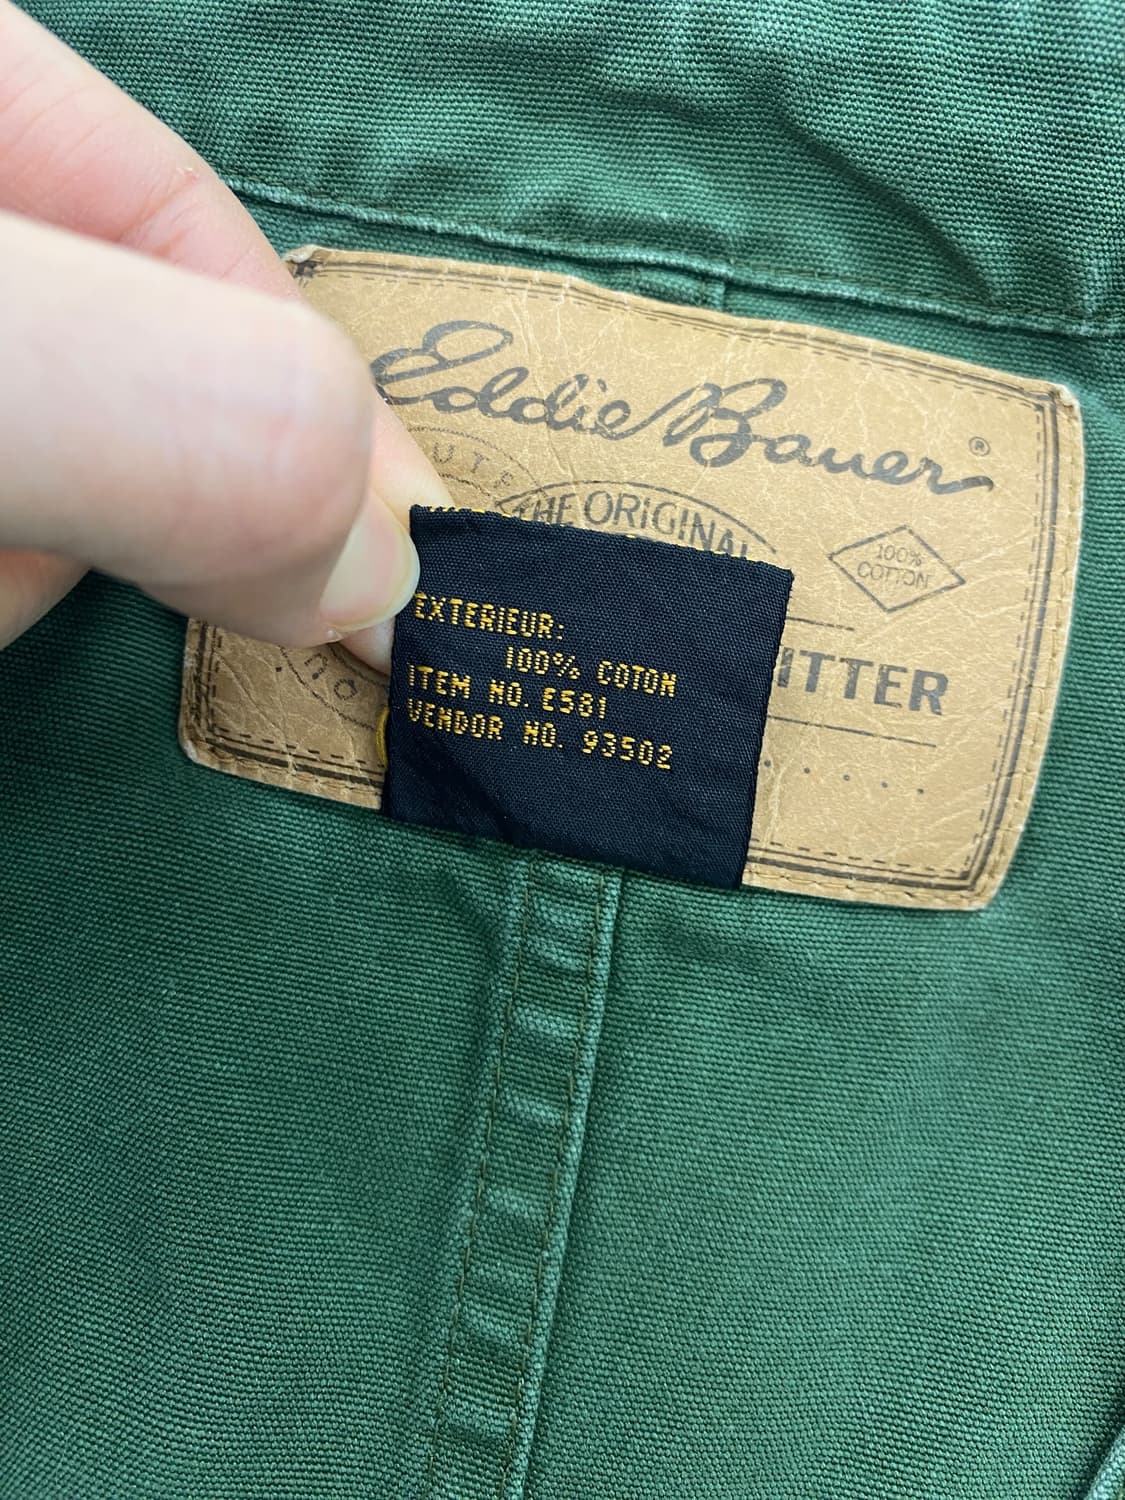 Eddie Bauer ®
THE ORIGINAL
100%
COTTON
EXTERIEUR:
100% COTON
ITEM NO. E581
VENDOR NO. 93502
ITTER